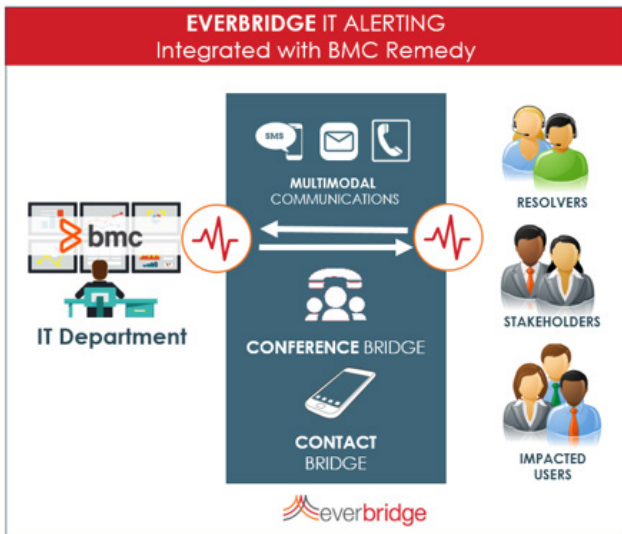 EVERBRIDGE IT ALERTING
Integrated with BMC Remedy
SMS
MULTIMODAL
COMMUNICATIONS
bmc
IT Department
CONFERENCE BRIDGE
CONTACT
BRIDGE
RESOLVERS
STAKEHOLDERS
IMPACTED
USERS
everbridge